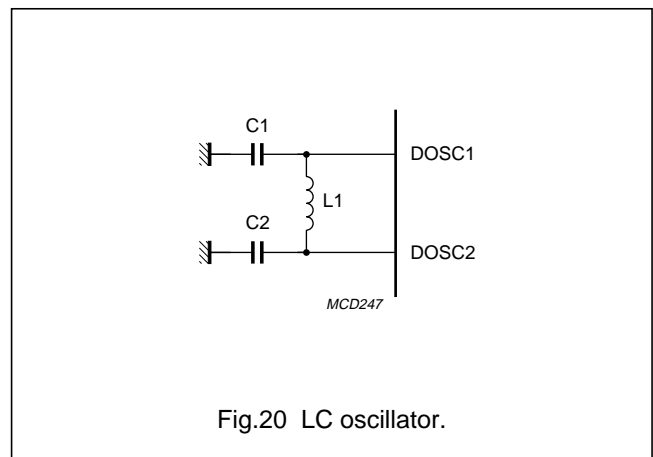 C1
DOSC1
L1
C2
DOSC2
MCD247
Fig.20 LC oscillator.